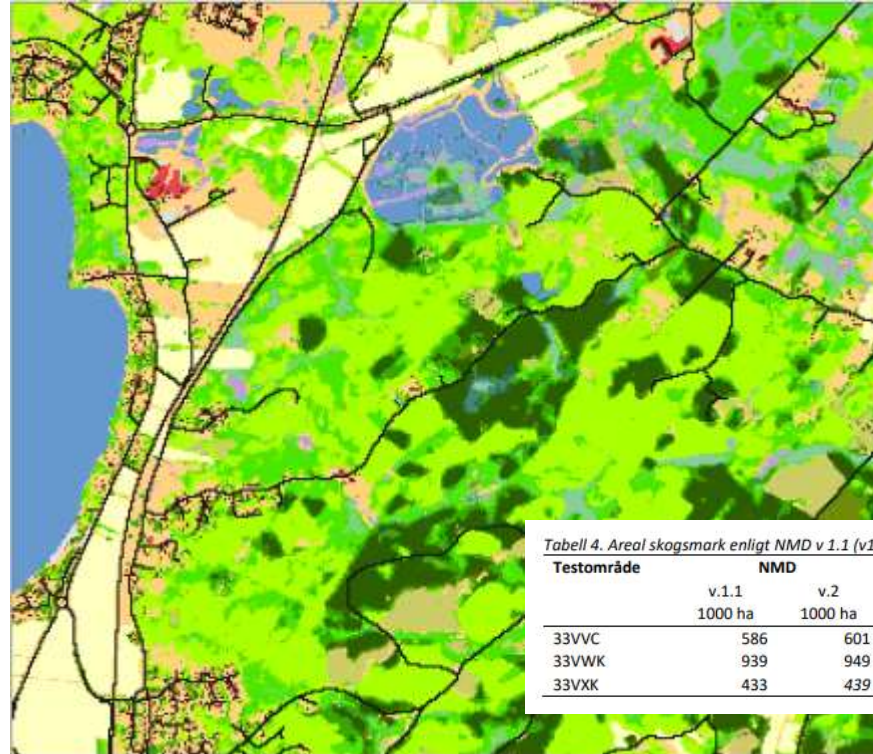 Tabell 4. Areal skogsmark enligt NMD v 1.1 (v1
Testområde NMD
v.1.1 v.2
1000 ha 1000 ha
33VVC 586 601
33VWK 939 949
33VXK 433 439